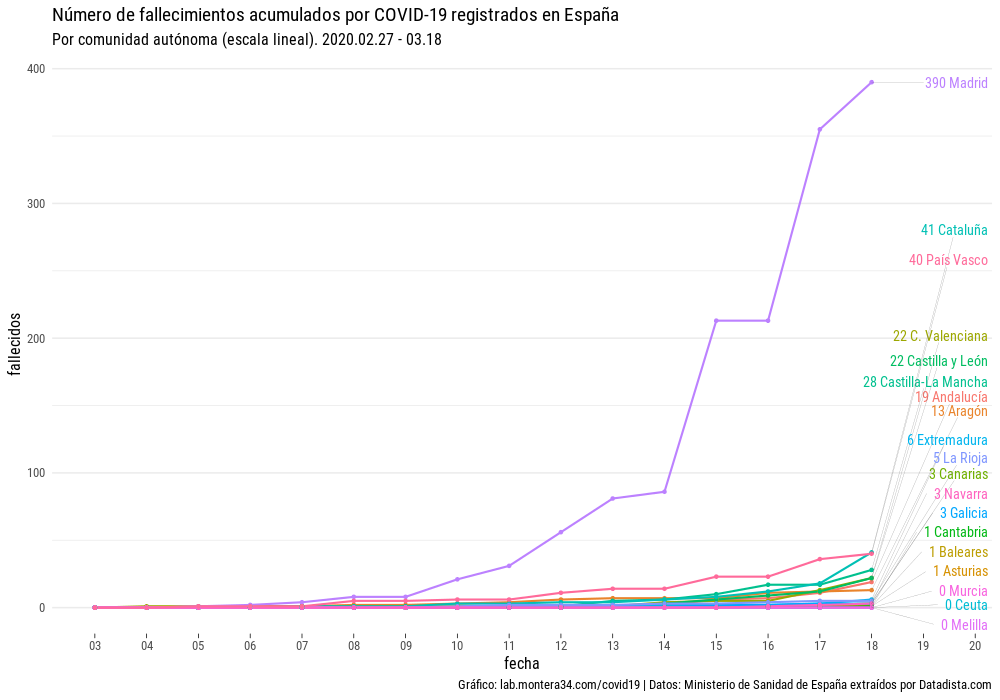 Número de fallecimientos acumulados por COVID-19 registrados en España
Por comunidad autónoma (escala lineal). 2020.02.27 - 03.18
400
300
200
100
0
fallecidos
390 Madrid
41 Cataluña
40 País Vasco
22 C. Valenciana
22 Castilla y León
28 Castilla-La Mancha
19 Andalucía
13 Aragón
6 Extremadura
5 La Rioja
3 Canarias
3 Navarra
3 Galicia
1 Cantabria
1 Baleares
1 Asturias
0 Murcia
0 Ceuta
0 Melilla
03 04 05 06 07 08 09 10 11 12 13 14 15 16 17 18 19 20
fecha
Gráfico: lab.montera34.com/covid19 | Datos: Ministerio de Sanidad de España extraídos por Datadista.com